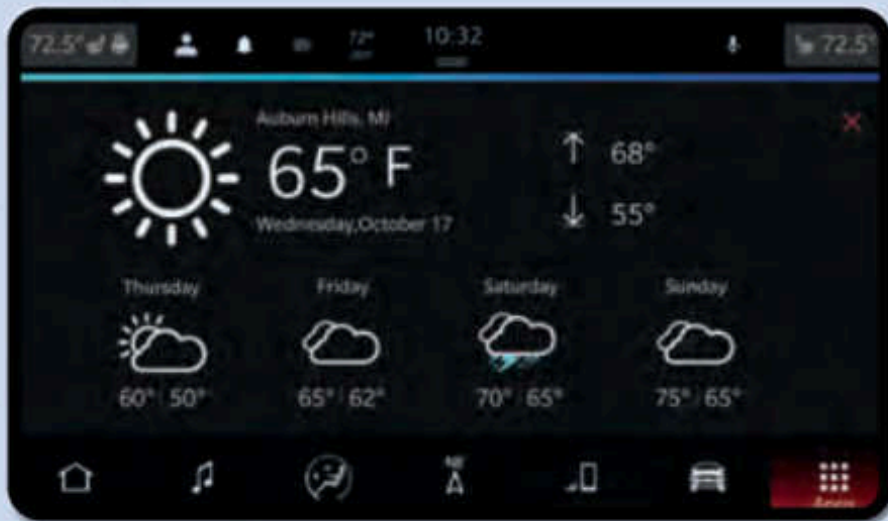 72.5°
72°
10:32
72.5°
Auburn Hills, MI
65° F
Wednesday,October 17
68°
55°
Thursday
Friday
Saturday
Sunday
60° 50°
65° 62°
70° 65°
75° 65°
Apps